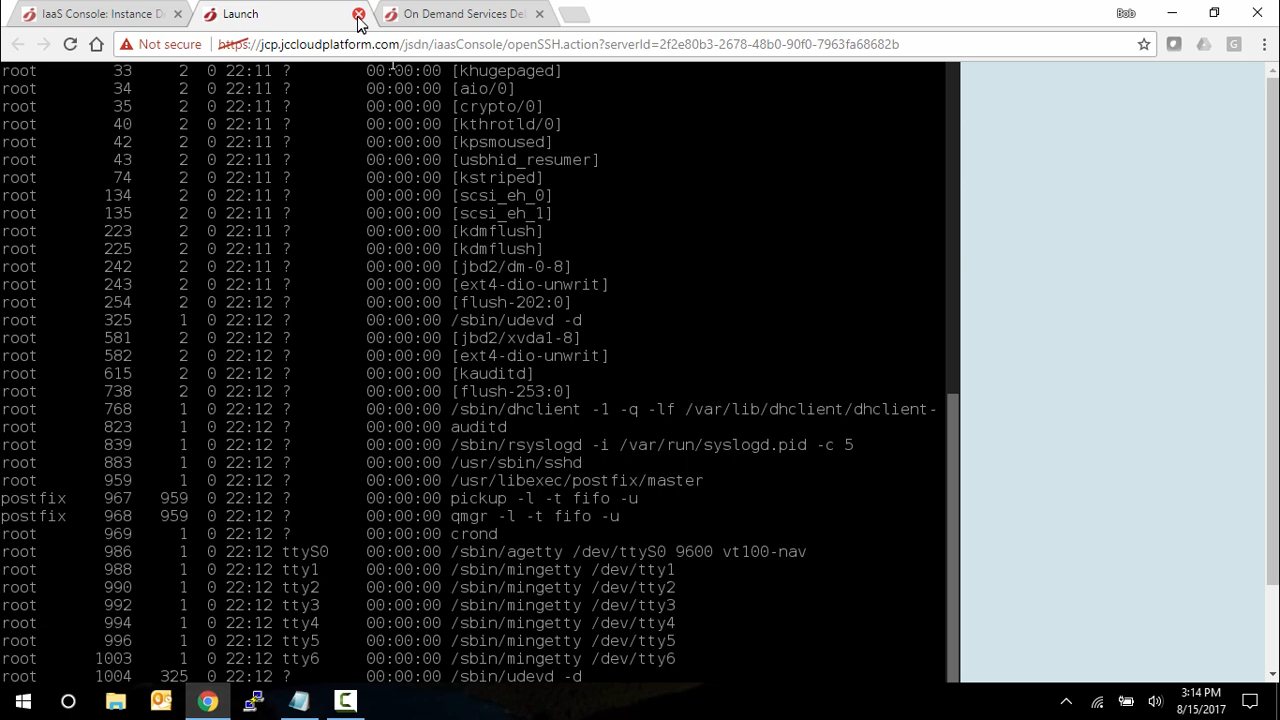 IaaS Console: Instance D
Launch
On Demand Services De
Bob
Not secure
https://jcp.jccloudplatform.com/jsdn/iaasConsole/openSSH.action?serverId=2f2e80b3-2678-48b0-90f0-7963fa68682b
root 33 2 0 22:11 ? 00:00:00 [khugepaged]
root 34 2 0 22:11 ? 00:00:00 [aio/0]
root 35 2 0 22:11 ? 00:00:00 [crypto/0]
root 40 2 0 22:11 ? 00:00:00 [kthrotld/0]
root 42 2 0 22:11 ? 00:00:00 [kpsmoused]
root 43 2 0 22:11 ? 00:00:00 [usbhid_resumer]
root 74 2 0 22:11 ? 00:00:00 [kstriped]
root 134 2 0 22:11 ? 00:00:00 [scsi_eh_0]
root 135 2 0 22:11 ? 00:00:00 [scsi_eh_1]
root 223 2 0 22:11 ? 00:00:00 [kdmflush]
root 225 2 0 22:11 ? 00:00:00 [kdmflush]
root 242 2 0 22:11 ? 00:00:00 [jbd2/dm-0-8]
root 243 2 0 22:11 ? 00:00:00 [ext4-dio-unwrit]
root 254 2 0 22:12 ? 00:00:00 [flush-202:0]
root 325 1 0 22:12 ? 00:00:00 /sbin/udevd -d
root 581 2 0 22:12 ? 00:00:00 [jbd2/xvda1-8]
root 582 2 0 22:12 ? 00:00:00 [ext4-dio-unwrit]
root 615 2 0 22:12 ? 00:00:00 [kauditd]
root 738 2 0 22:12 ? 00:00:00 [flush-253:0]
root 768 1 0 22:12 ? 00:00:00 /sbin/dhclient -1 -q -lf /var/lib/dhclient/dhclient-
root 823 1 0 22:12 ? 00:00:00 auditd
root 839 1 0 22:12 ? 00:00:00 /sbin/rsyslogd -i /var/run/syslogd.pid -c 5
root 883 1 0 22:12 ? 00:00:00 /usr/sbin/sshd
root 959 1 0 22:12 ? 00:00:00 /usr/libexec/postfix/master
postfix 967 959 0 22:12 ? 00:00:00 pickup -l -t fifo -u
postfix 968 959 0 22:12 ? 00:00:00 qmgr -l -t fifo -u
root 969 1 0 22:12 ? 00:00:00 crond
root 986 1 0 22:12 ttyS0 00:00:00 /sbin/agetty /dev/ttyS0 9600 vt100-nav
root 988 1 0 22:12 tty1 00:00:00 /sbin/mingetty /dev/tty1
root 990 1 0 22:12 tty2 00:00:00 /sbin/mingetty /dev/tty2
root 992 1 0 22:12 tty3 00:00:00 /sbin/mingetty /dev/tty3
root 994 1 0 22:12 tty4 00:00:00 /sbin/mingetty /dev/tty4
root 996 1 0 22:12 tty5 00:00:00 /sbin/mingetty /dev/tty5
root 1003 1 0 22:12 tty6 00:00:00 /sbin/mingetty /dev/tty6
root 1004 325 0 22:12 ? 00:00:00 /sbin/udevd -d
3:14 PM
8/15/2017